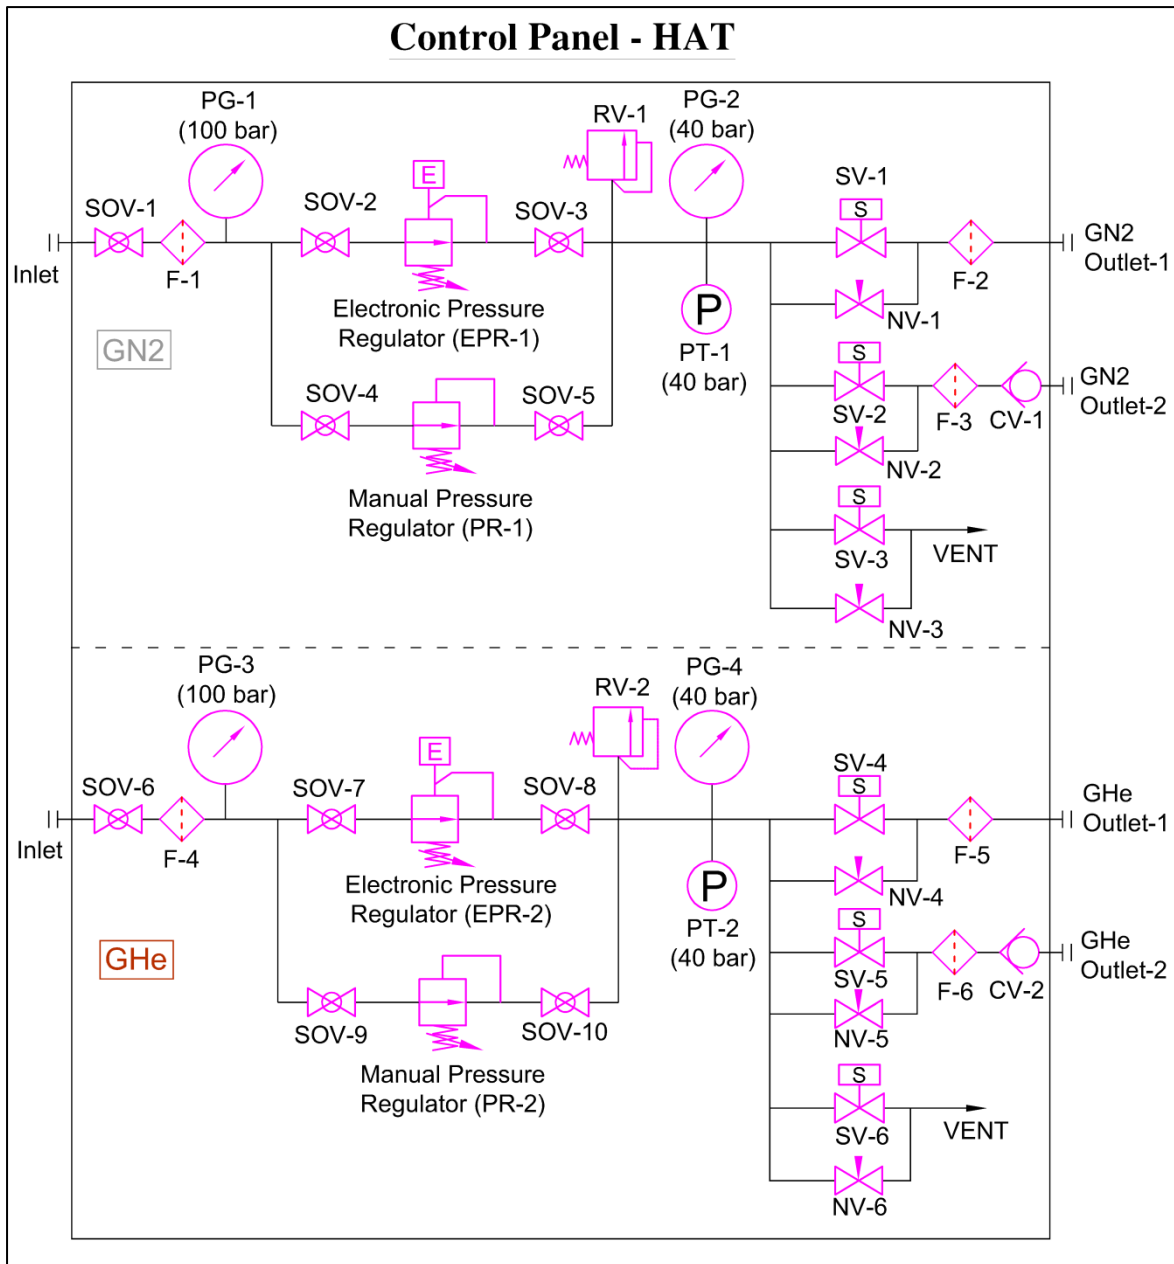 Control Panel - HAT
PG-1
(100 bar)
RV-1
PG-2
(40 bar)
SV-1
S
E
SOV-1
SOV-2
SOV-3
GN2
Outlet-1
Inlet
F-1
F-2
Electronic Pressure
Regulator (EPR-1)
P
NV-1
GN2
PT-1
(40 bar)
S
GN2
Outlet-2
SOV-4
SOV-5
SV-2
F-3
CV-1
NV-2
Manual Pressure
Regulator (PR-1)
S
SV-3
VENT
NV-3
PG-3
(100 bar)
RV-2
PG-4
(40 bar)
SV-4
S
E
SOV-6
SOV-7
SOV-8
GHe
Outlet-1
Inlet
F-4
F-5
Electronic Pressure
Regulator (EPR-2)
P
NV-4
GHe
PT-2
(40 bar)
S
GHe
Outlet-2
SV-5
F-6
CV-2
SOV-9
SOV-10
NV-5
Manual Pressure
Regulator (PR-2)
S
SV-6
VENT
NV-6